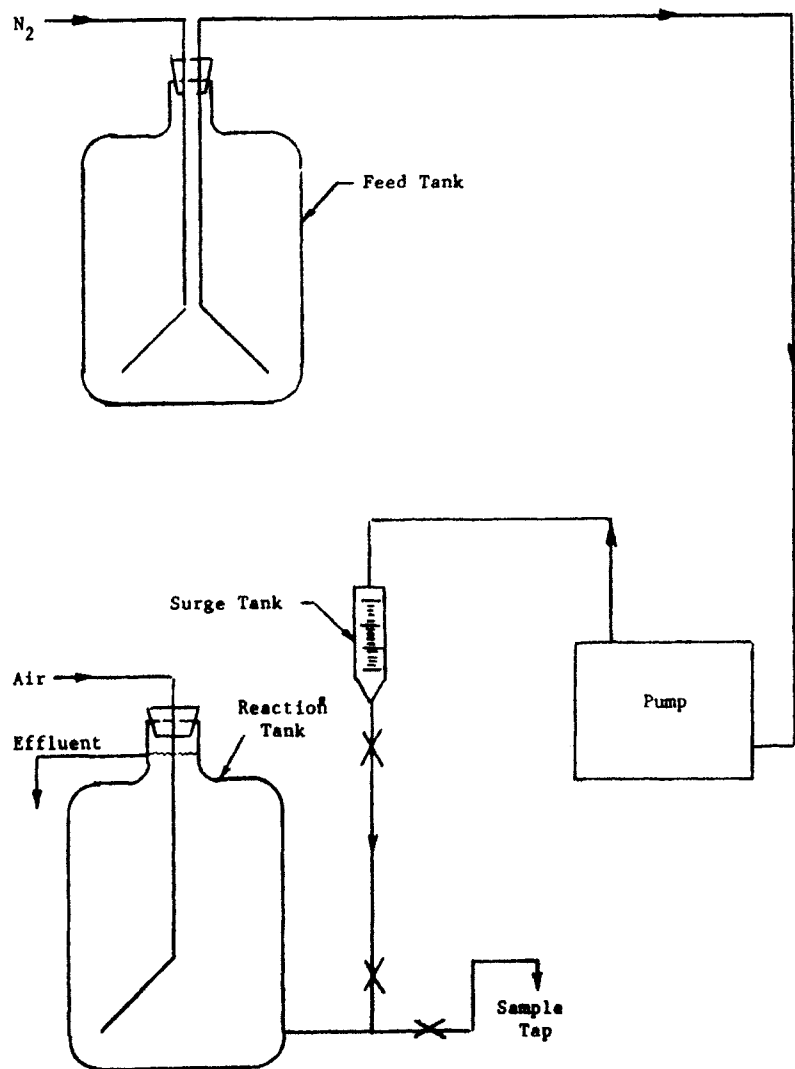 N2
Feed Tank
Surge Tank
Air
Reaction
Tank
Pump
Effluent
Sample
Tap